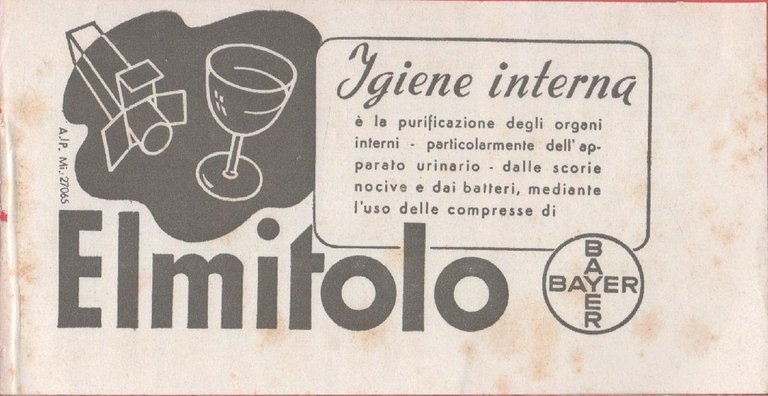 Igiene interna
è la purificazione degli organi
interni - particolarmente dell'ap-
parato urinario - dalle scorie
nocive e dai batteri, mediante
l'uso delle compresse di
Elmitolo
BAYER
BAYER
A.I.P. Mi. 27065